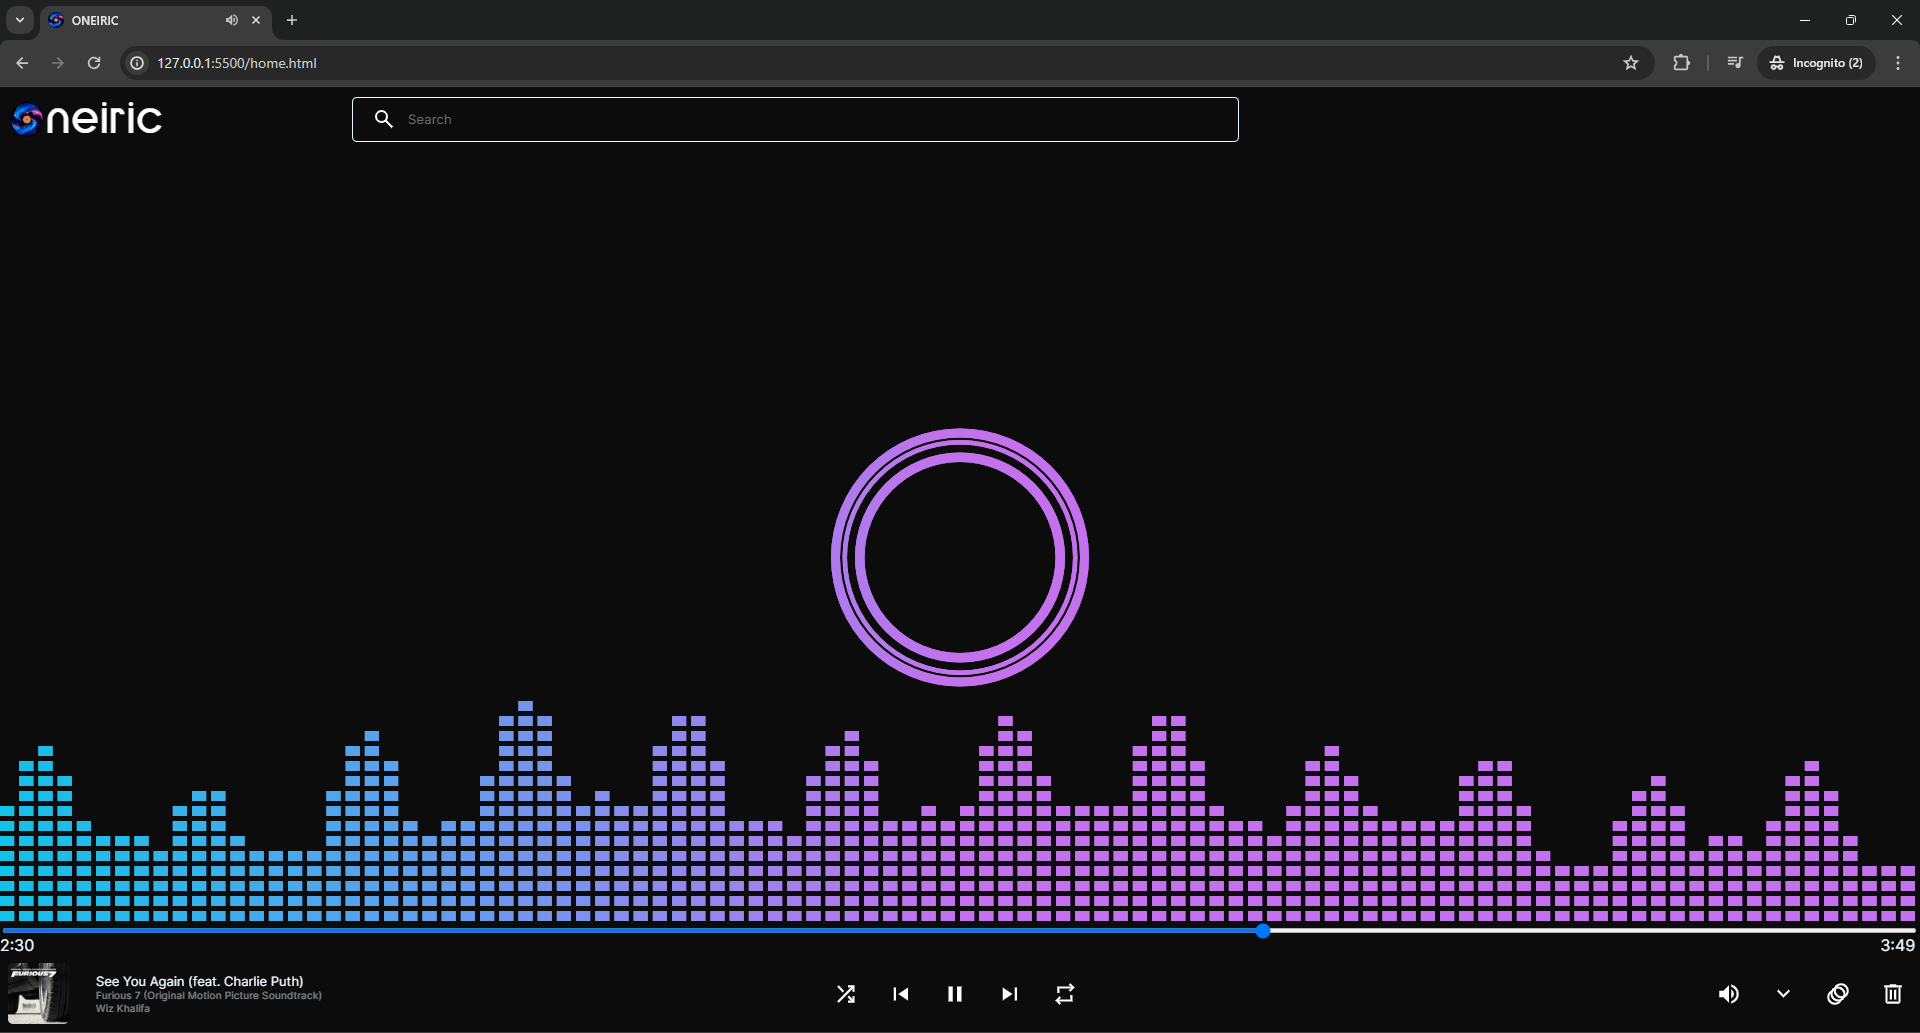 ONEIRIC
127.0.0.1:5500/home.html
Incognito (2)
Oneiric
Search
2:30
3:49
FURIOUS 7
See You Again (feat. Charlie Puth)
Furious 7 (Original Motion Picture Soundtrack)
Wiz Khalifa